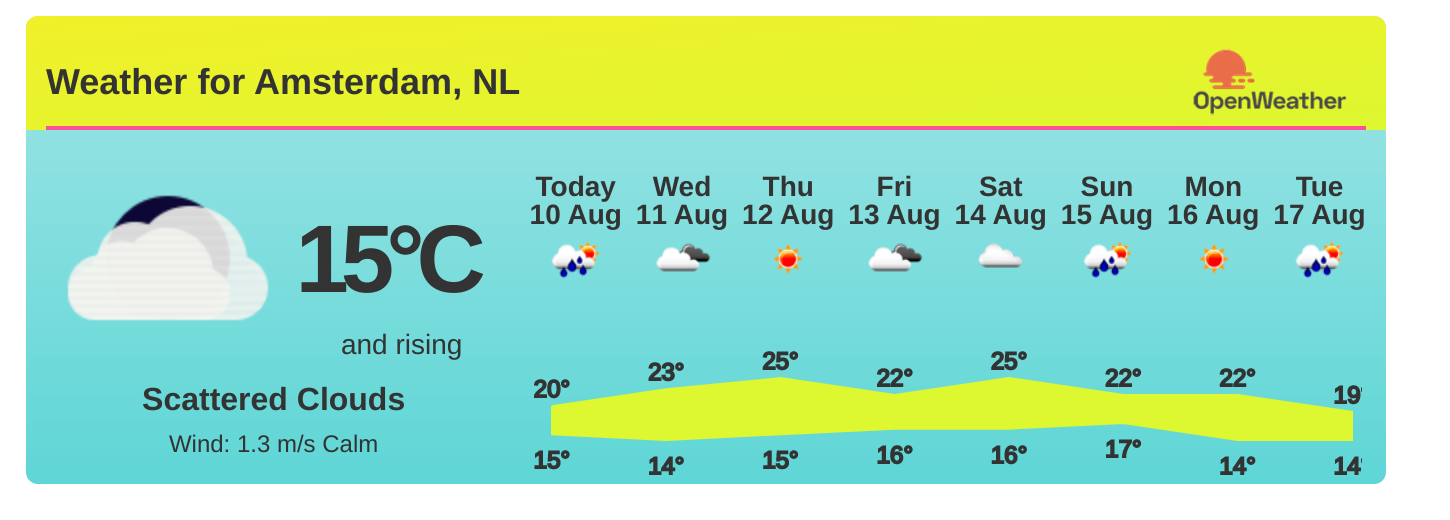 Weather for Amsterdam, NL
OpenWeather
15°C
and rising
Scattered Clouds
Wind: 1.3 m/s Calm
Today Wed Thu Fri Sat Sun Mon Tue
10 Aug 11 Aug 12 Aug 13 Aug 14 Aug 15 Aug 16 Aug 17 Aug
20° 23° 25° 22° 25° 22° 22° 19°
15° 14° 15° 16° 16° 17° 14° 14°